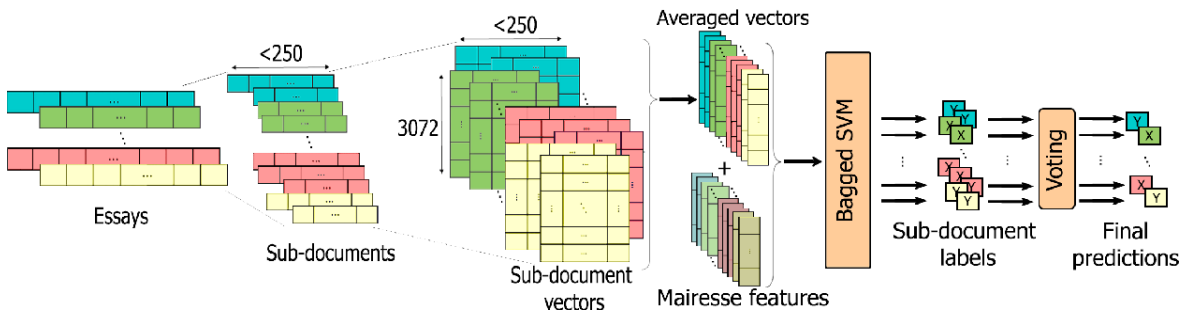 Essays
<250
Sub-documents
<250
3072
Sub-document
vectors
Averaged vectors
+
Mairesse features
Bagged SVM
Y
Y
X
X
X
X
X
Y
Y
Sub-document
labels
Voting
Y
X
X
Y
Final
predictions